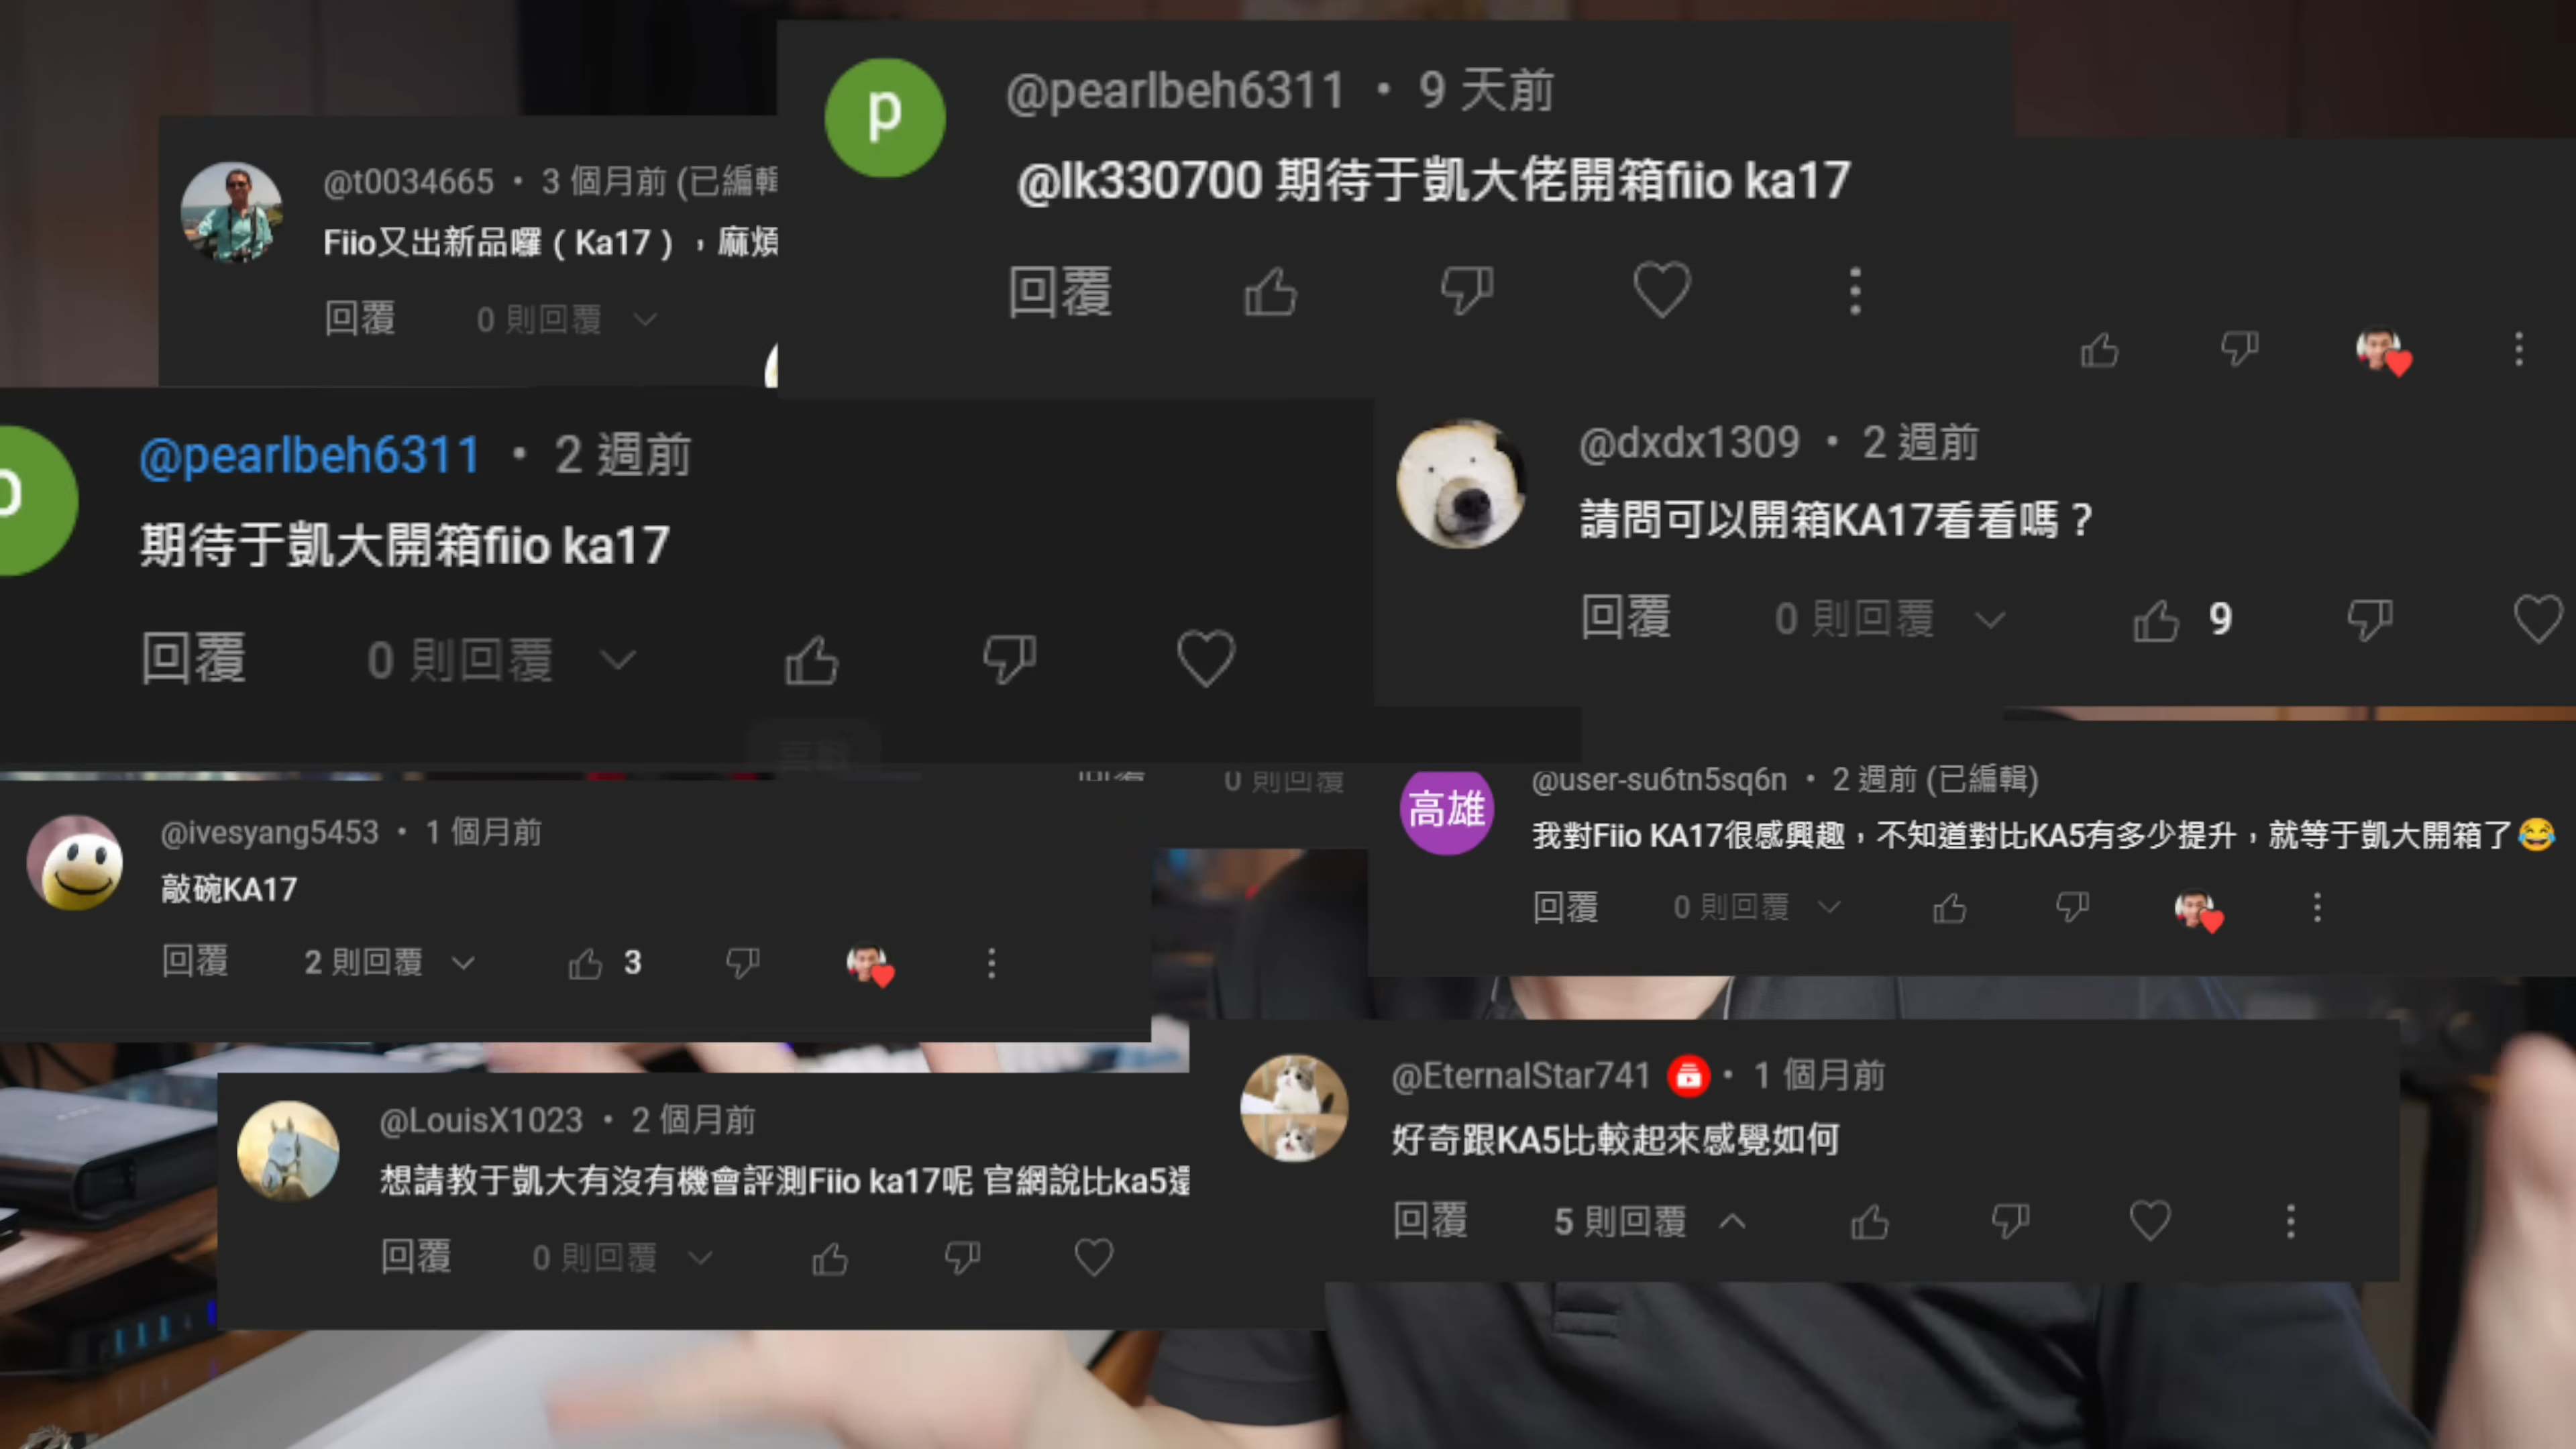 p
@pearlbeh6311 · 9 天前
@lk330700 期待于凱大佬開箱fiio ka17
回覆
@t0034665 · 3 個月前 (已編輯
Fiio又出新品囉 ( Ka17 ) ，麻煩
回覆 0 則回覆
@pearlbeh6311 · 2 週前
期待于凱大開箱fiio ka17
回覆 0 則回覆
@dxdx1309 · 2 週前
請問可以開箱KA17看看嗎？
回覆 0 則回覆 9
0 則回覆
高雄
@user-su6tn5sq6n · 2 週前 (已編輯)
我對Fiio KA17很感興趣，不知道對比KA5有多少提升，就等于凱大開箱了😂
回覆 0 則回覆
@ivesyang5453 · 1 個月前
敲碗KA17
回覆 2 則回覆 3
@LouisX1023 · 2 個月前
想請教于凱大有沒有機會評測Fiio ka17呢 官網說比ka5還
回覆 0 則回覆
@EternalStar741 · 1 個月前
好奇跟KA5比較起來感覺如何
回覆 5 則回覆